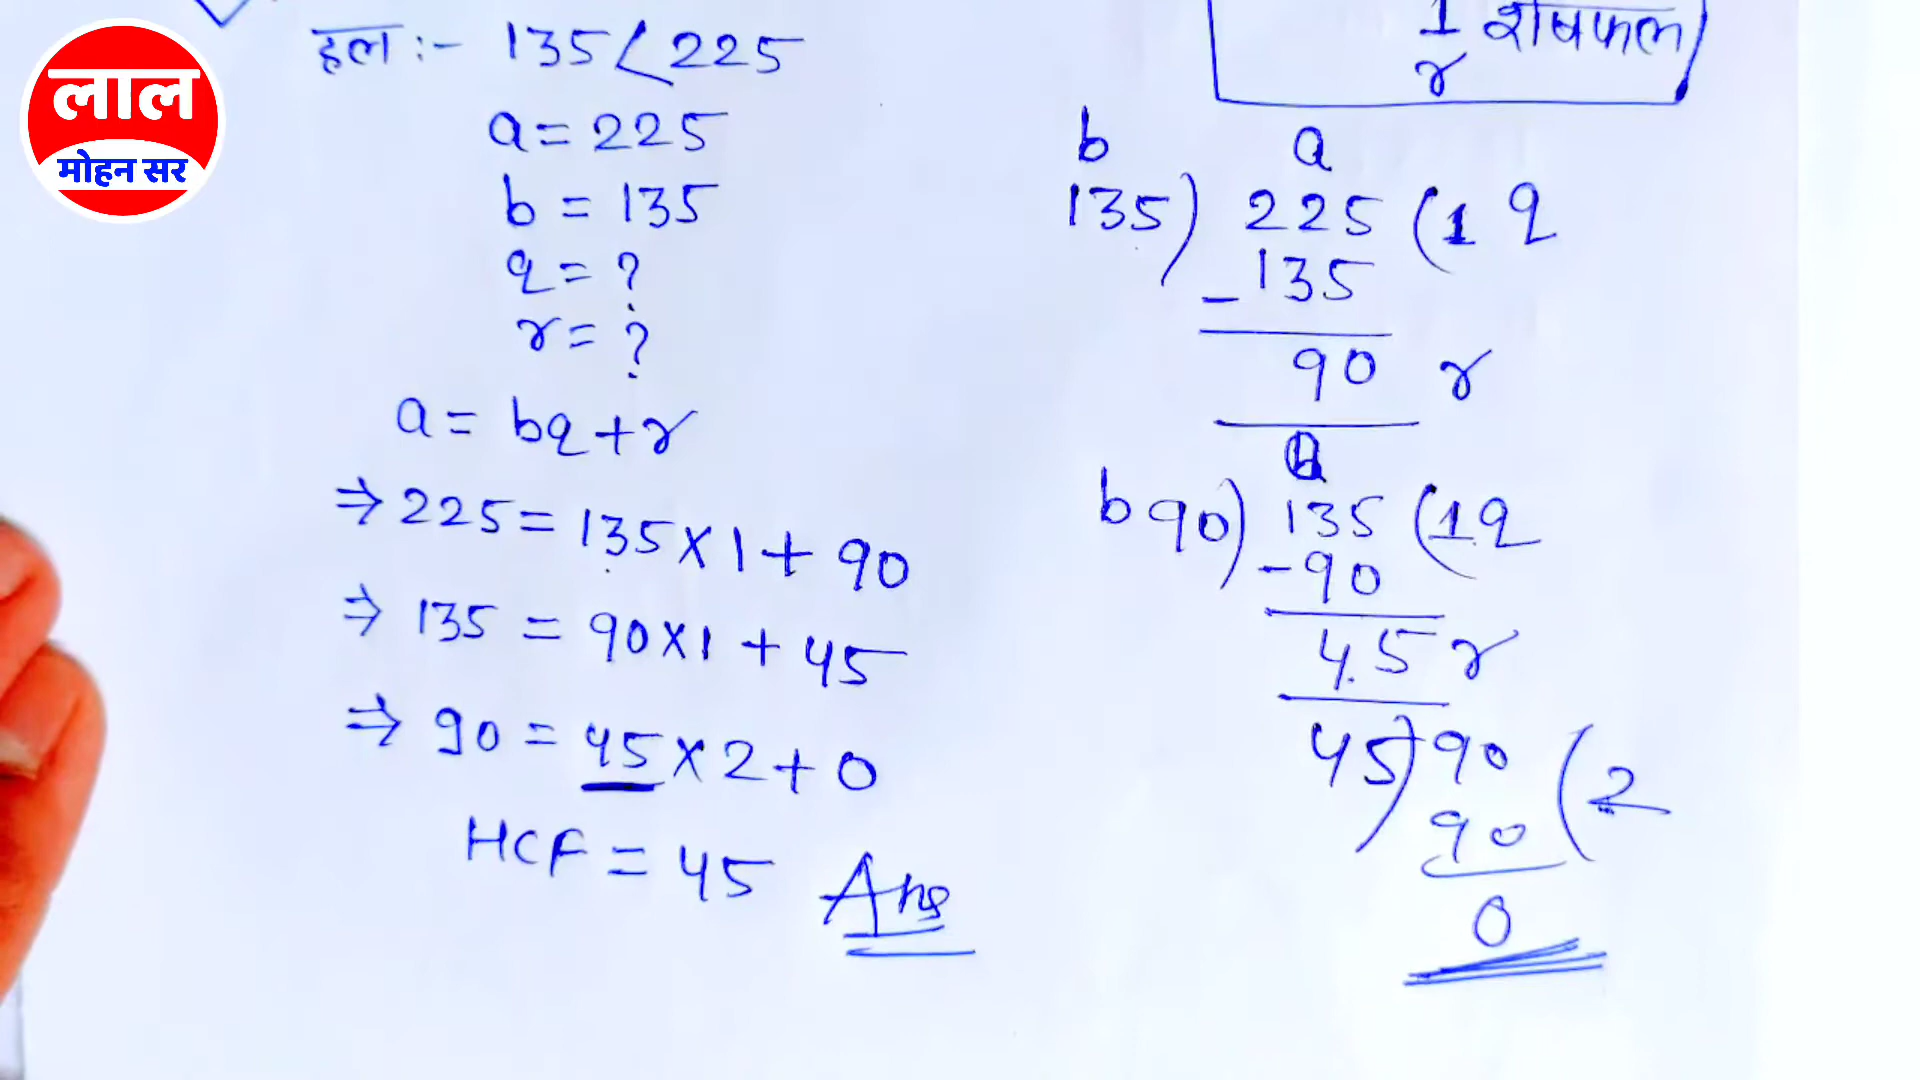 लाल
मोहन सर
हल :- 135 < 225
a = 225
b = 135
q = ?
r = ?
a = bq + r
⇒ 225 = 135 × 1 + 90
⇒ 135 = 90 × 1 + 45
⇒ 90 = 45 × 2 + 0
HCF = 45 Ans
1 शेषफल
r
b a
135) 225 (1 q
- 135
90 r
a
b 90) 135 (1 q
- 90
45 r
45) 90 (2
90
0